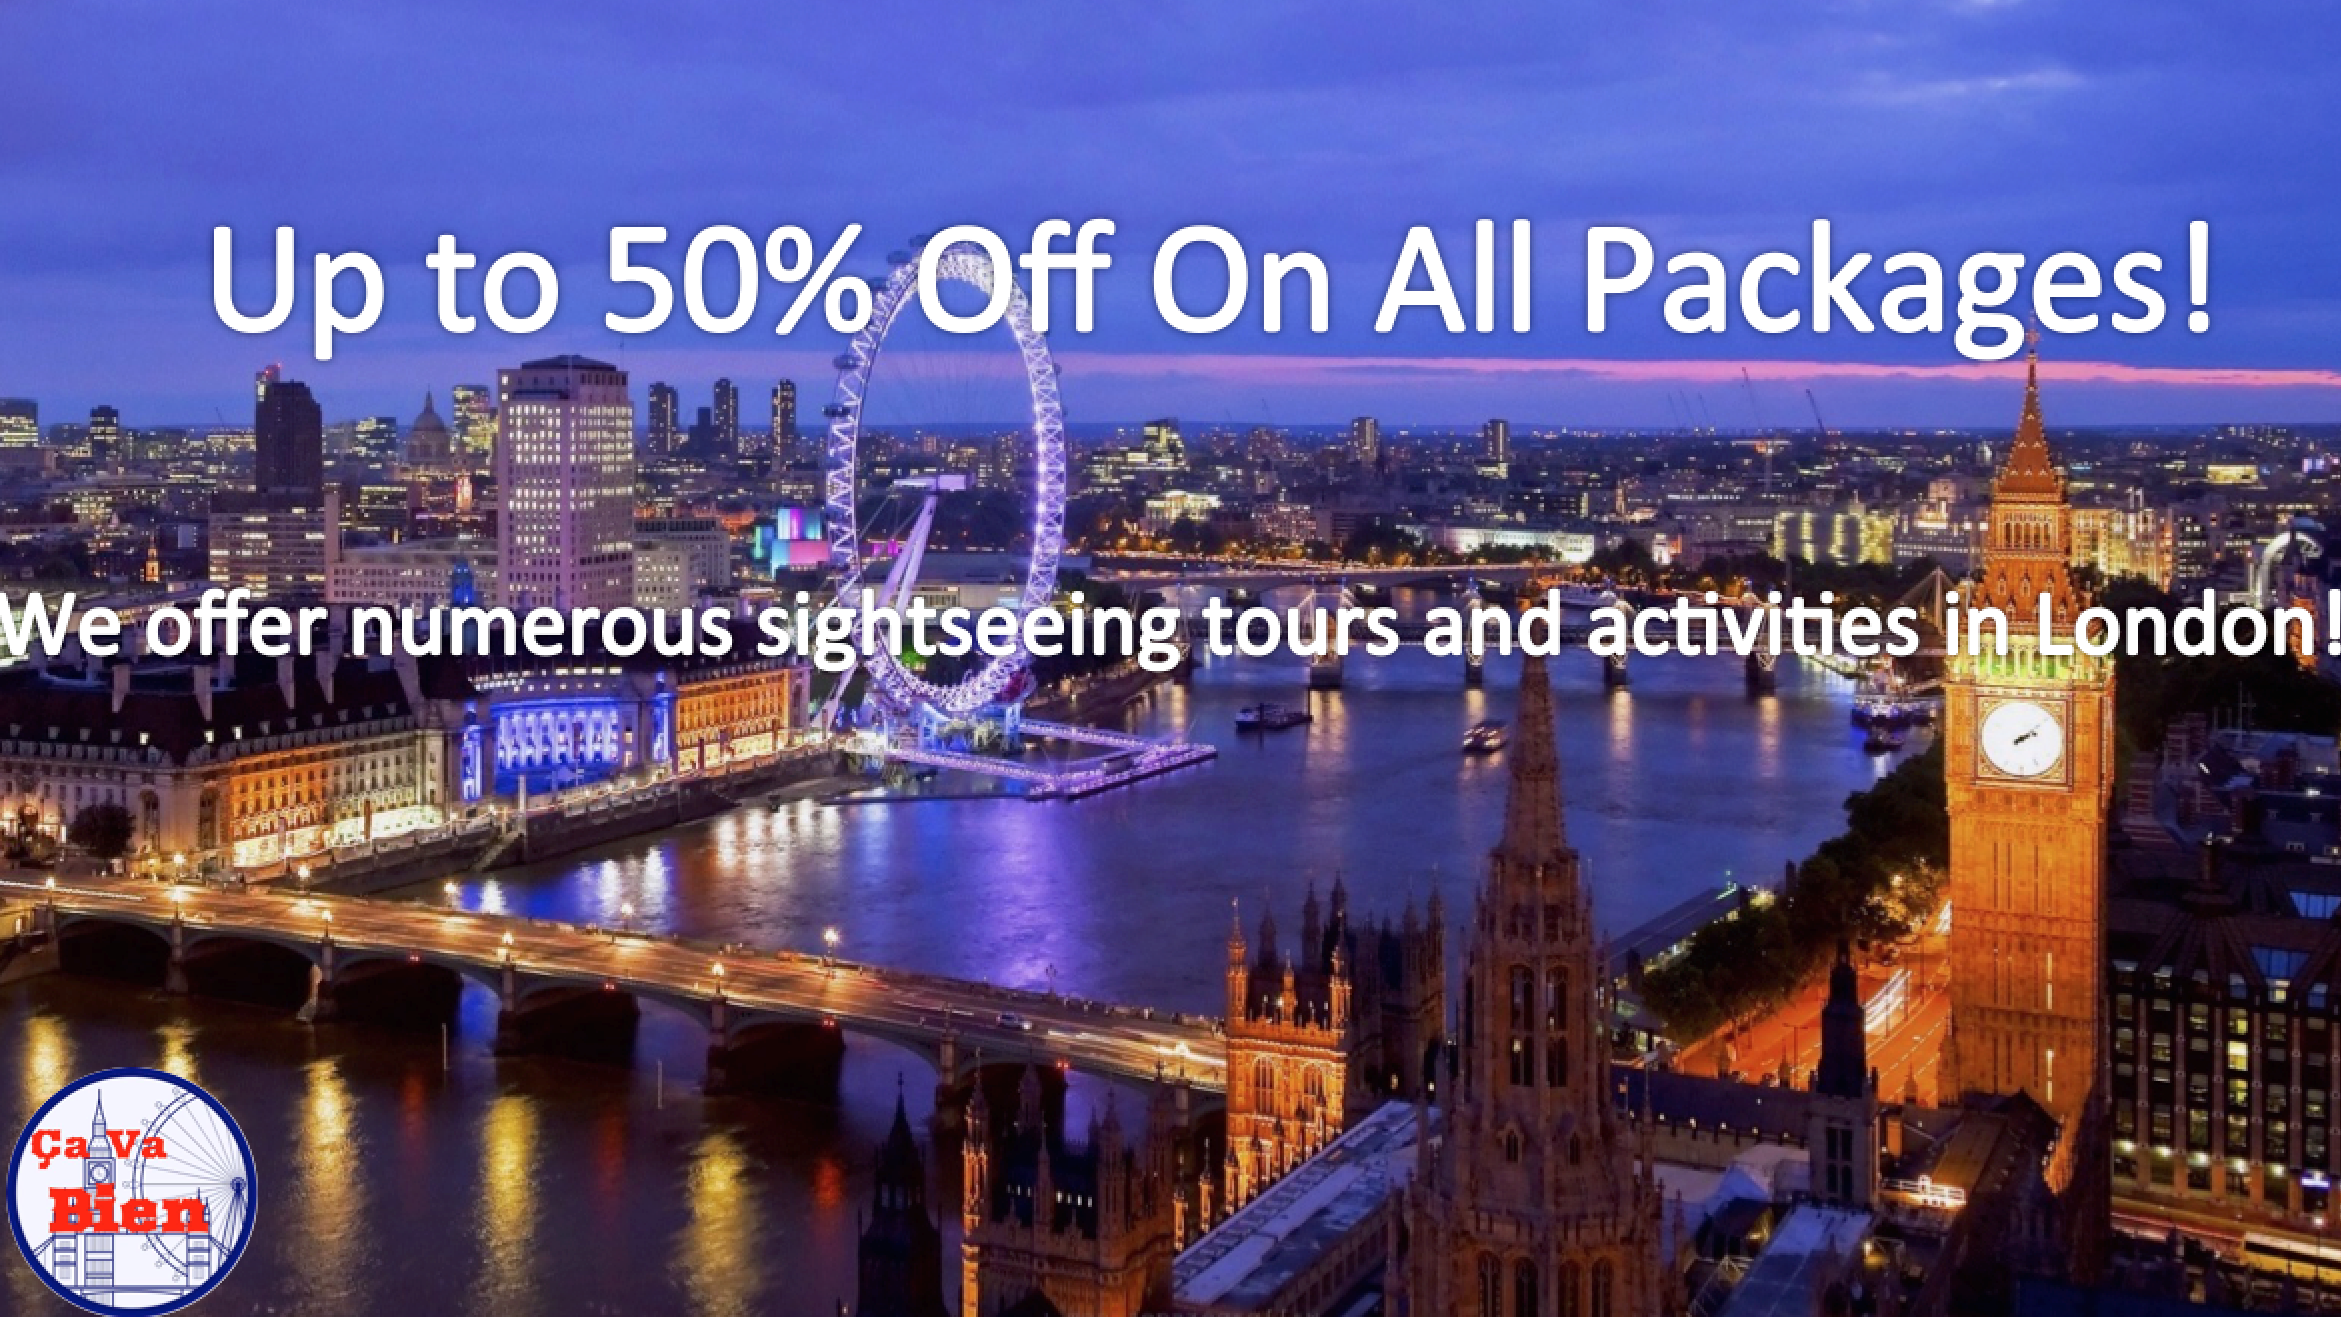 Up to 50% Off On All Packages!
We offer numerous sightseeing tours and activities in London!
Ça Va
Bien